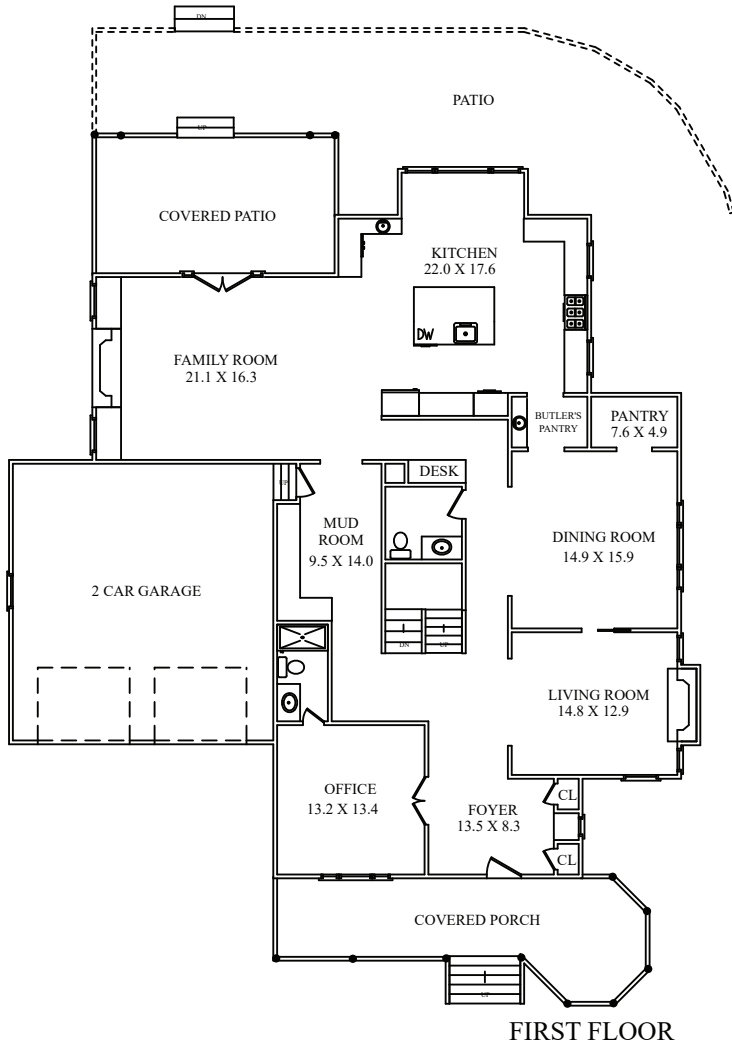 DN
PATIO
UP
COVERED PATIO
KITCHEN
22.0 X 17.6
DW
FAMILY ROOM
21.1 X 16.3
BUTLER'S
PANTRY
PANTRY
7.6 X 4.9
DESK
UP
MUD
ROOM
9.5 X 14.0
DINING ROOM
14.9 X 15.9
2 CAR GARAGE
DN
UP
LIVING ROOM
14.8 X 12.9
OFFICE
13.2 X 13.4
FOYER
13.5 X 8.3
CL
CL
COVERED PORCH
UP
FIRST FLOOR